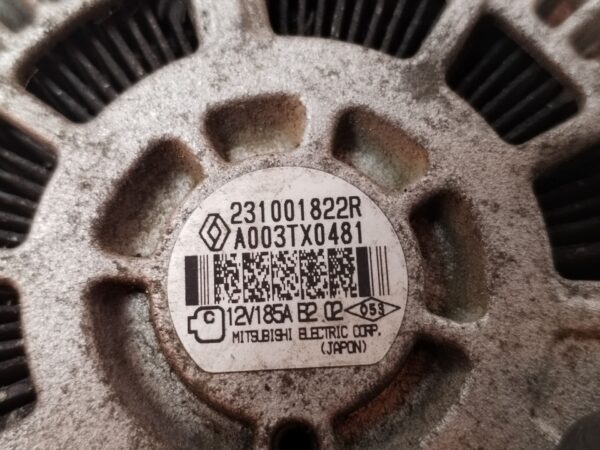 231001822R
A003TX0481
12V185A B2 02 053
MITSUBISHI ELECTRIC CORP.
(JAPON)